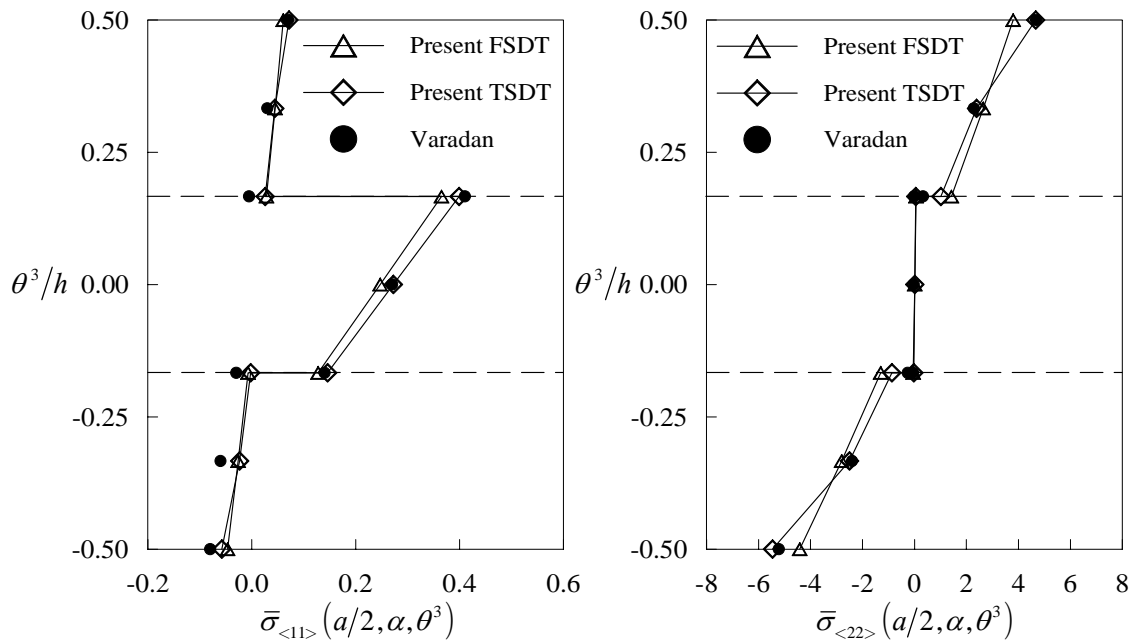 0.50
0.25
0.00
-0.25
-0.50
θ³/h
-0.2 0.0 0.2 0.4 0.6
σ̅<11>(a/2,α,θ³)
Present FSDT
Present TSDT
Varadan
0.50
0.25
0.00
-0.25
-0.50
θ³/h
-8 -6 -4 -2 0 2 4 6 8
σ̅<22>(a/2,α,θ³)
Present FSDT
Present TSDT
Varadan